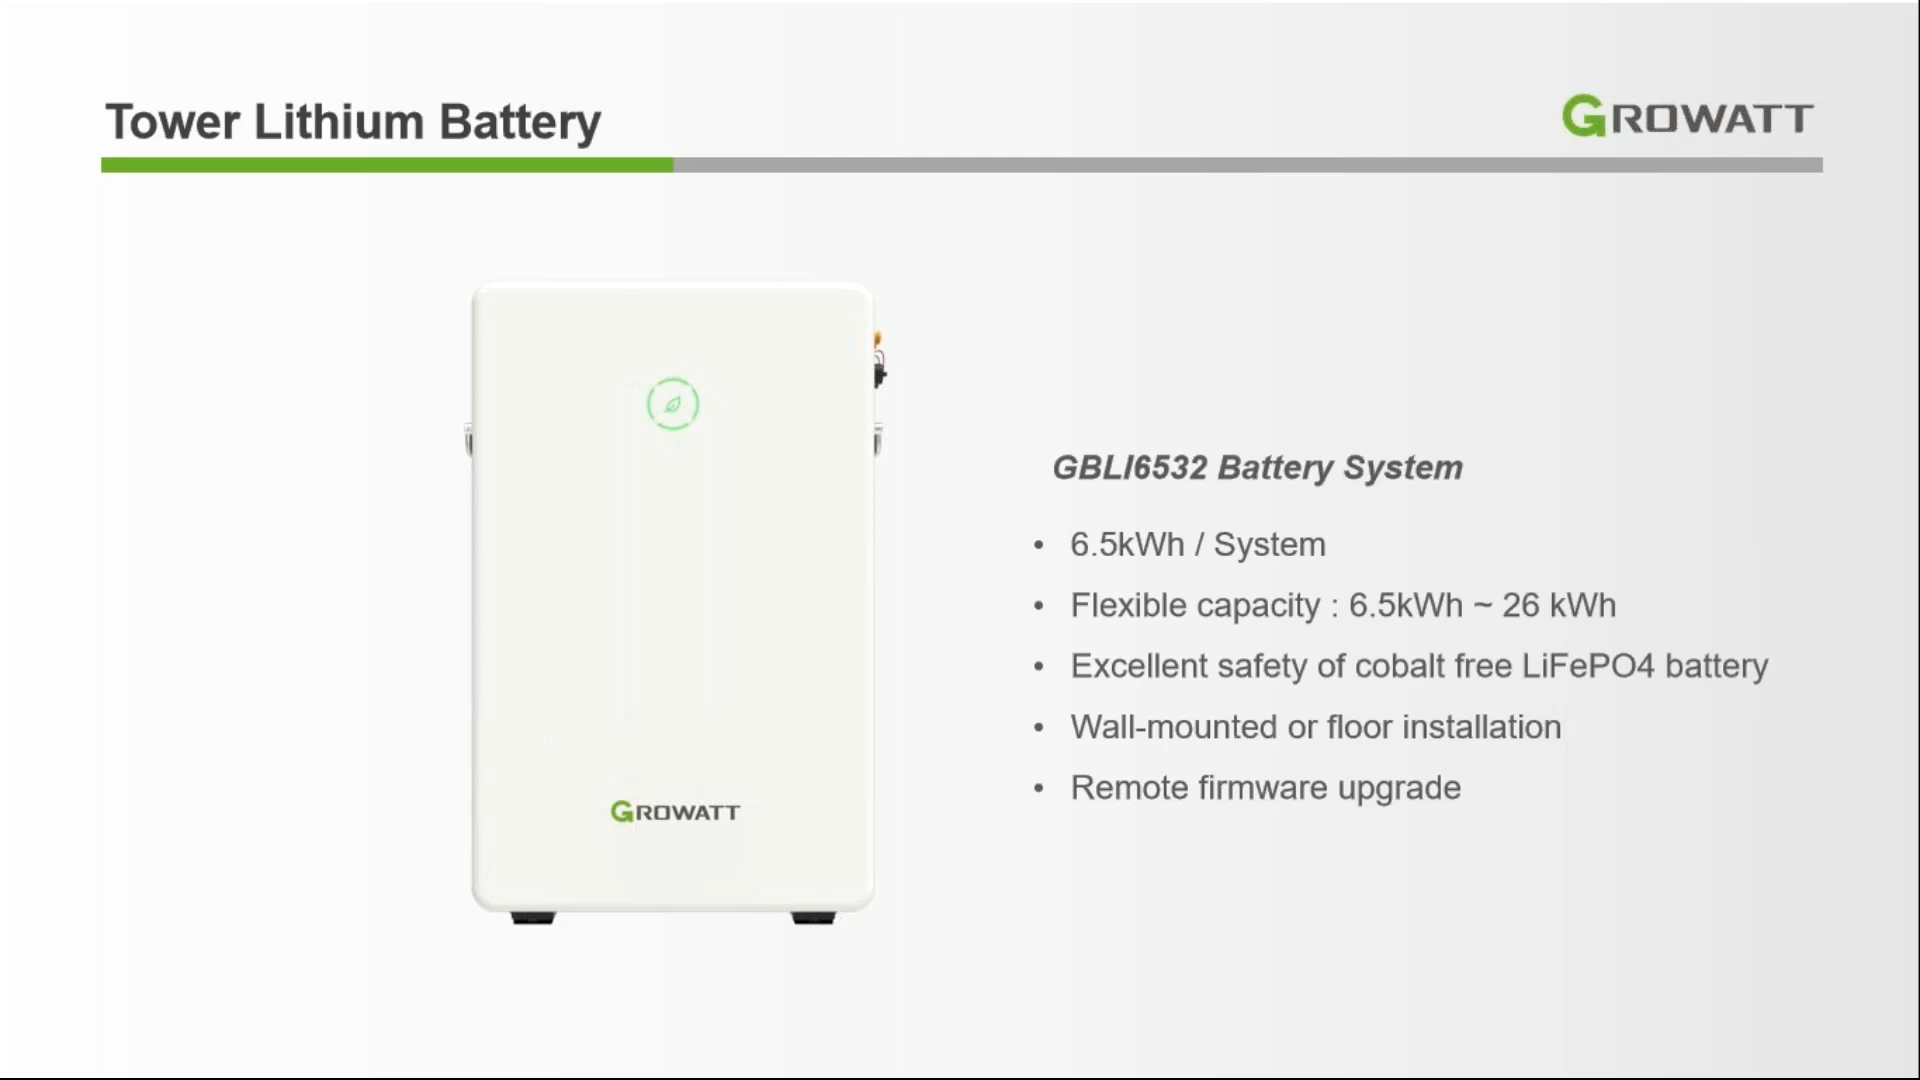 Tower Lithium Battery
GROWATT
GBLI6532 Battery System
• 6.5kWh / System
• Flexible capacity : 6.5kWh ~ 26 kWh
• Excellent safety of cobalt free LiFePO4 battery
• Wall-mounted or floor installation
• Remote firmware upgrade
GROWATT